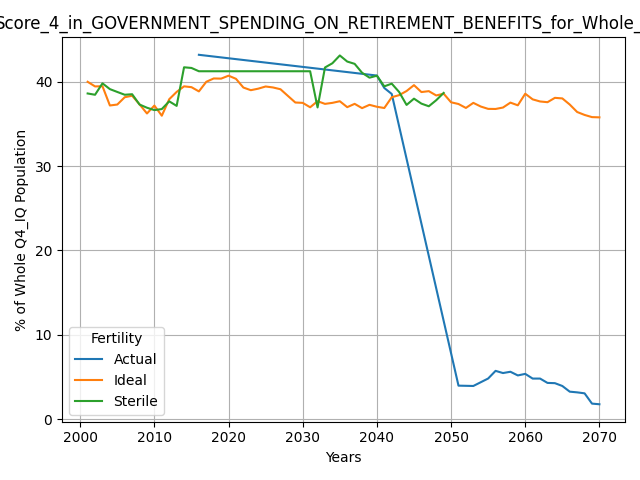 Score_4_in_GOVERNMENT_SPENDING_ON_RETIREMENT_BENEFITS_for_Whole_
% of Whole Q4_IQ Population
40
30
20
10
0
Fertility
Actual
Ideal
Sterile
2000 2010 2020 2030 2040 2050 2060 2070
Years